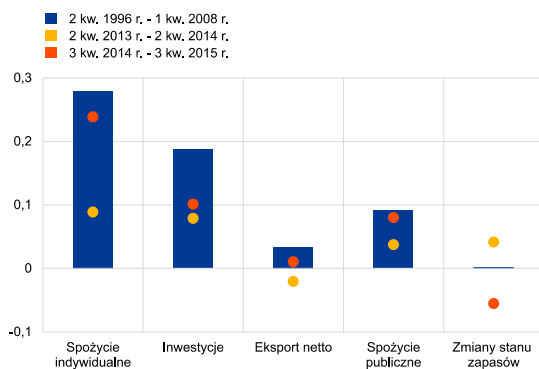 2 kw. 1996 r. - 1 kw. 2008 r.
2 kw. 2013 r. - 2 kw. 2014 r.
3 kw. 2014 r. - 3 kw. 2015 r.
0,3
0,2
0,1
0
-0,1
Spożycie indywidualne
Inwestycje
Eksport netto
Spożycie publiczne
Zmiany stanu zapasów